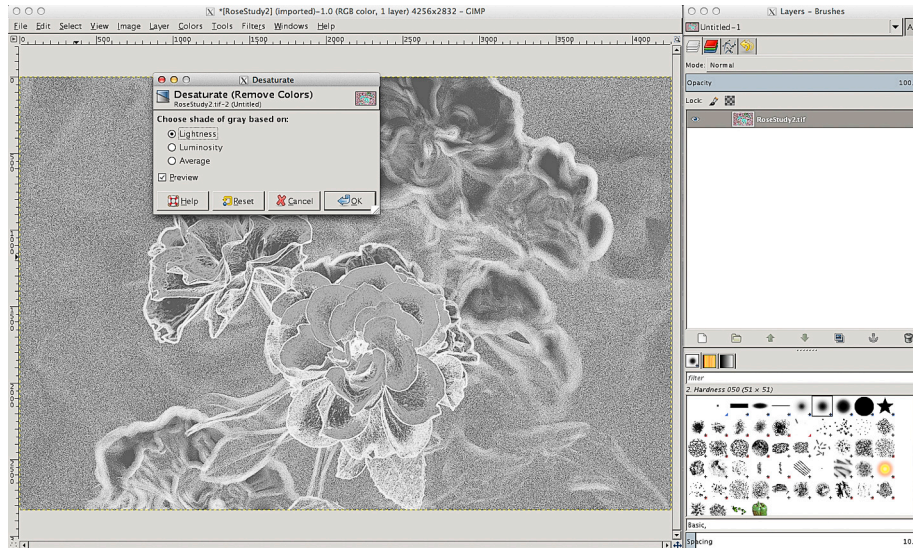 *[RoseStudy2] (imported)-1.0 (RGB color, 1 layer) 4256x2832 – GIMP
File Edit Select View Image Layer Colors Tools Filters Windows Help
0 500 1000 1500 2000 2500 3000 3500 4000
Desaturate
Desaturate (Remove Colors)
RoseStudy2.tif-2 (Untitled)
Choose shade of gray based on:
Lightness
Luminosity
Average
Preview
Help Reset Cancel OK
Layers – Brushes
Untitled-1
Mode: Normal
Opacity 100.
Lock:
RoseStudy2.tif
filter
2. Hardness 050 (51 × 51)
Basic,
Spacing 10.